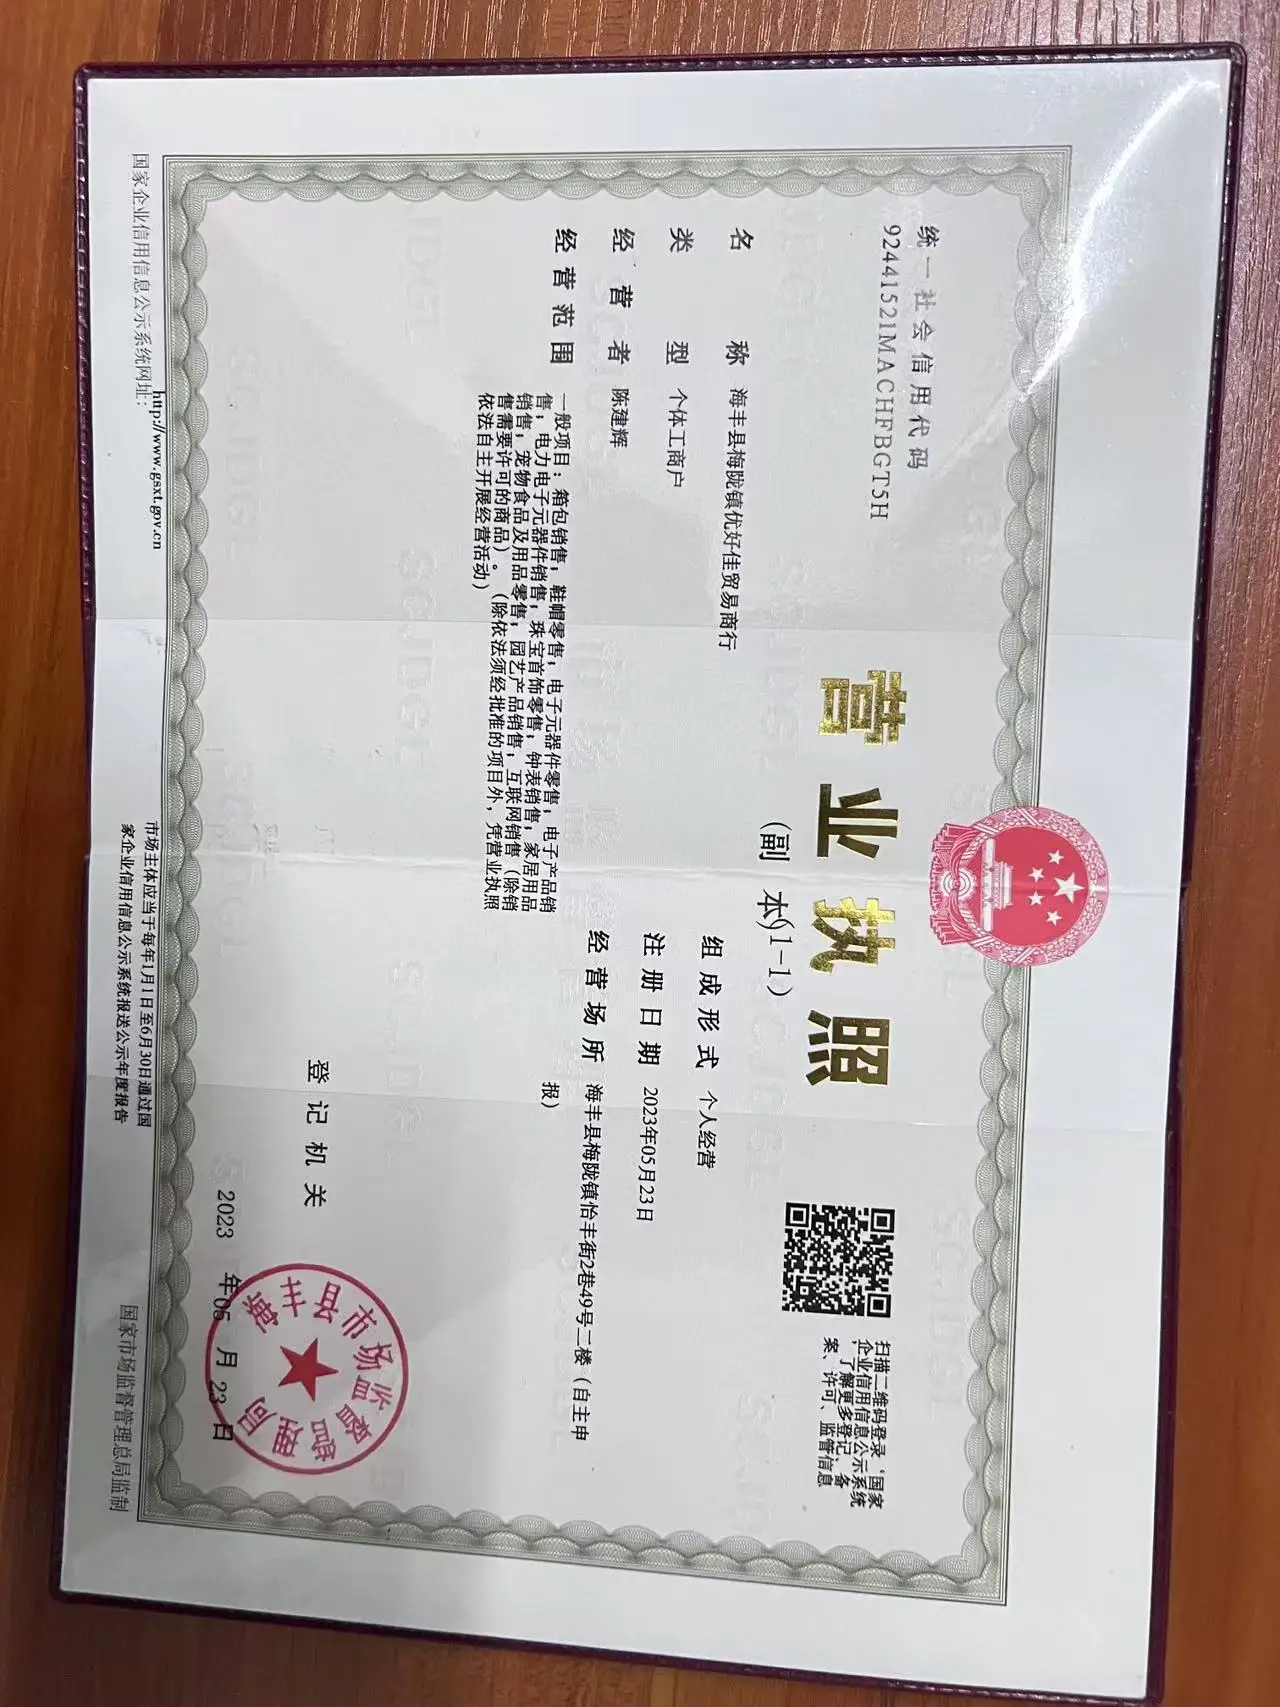 统一社会信用代码
92441521MACHFBGT5H
营业执照
(副 本)(1-1)
扫描二维码登录‘国家
企业信用信息公示系统
’了解更多登记、备
案、许可、监管信息
名 称 海丰县梅陇镇优好佳贸易商行
类 型 个体工商户
经 营 者 陈建辉
经 营 范 围 一般项目：箱包销售；鞋帽零售；电子元器件零售；电子产品销
售；电力电子元器件销售；珠宝首饰零售；钟表销售；家居用品
销售；宠物食品及用品零售；园艺产品销售；互联网销售（除销
售需要许可的商品）。（除依法须经批准的项目外，凭营业执照
依法自主开展经营活动）
组 成 形 式 个人经营
注 册 日 期 2023年05月23日
经 营 场 所 海丰县梅陇镇怡丰街2巷49号二楼（自主申
报）
登 记 机 关
海丰县市场监督管理局
2023 年05 月 23 日
国家企业信用信息公示系统网址：http://www.gsxt.gov.cn
市场主体应当于每年1月1日至6月30日通过国
家企业信用信息公示系统报送公示年度报告
国家市场监督管理总局监制